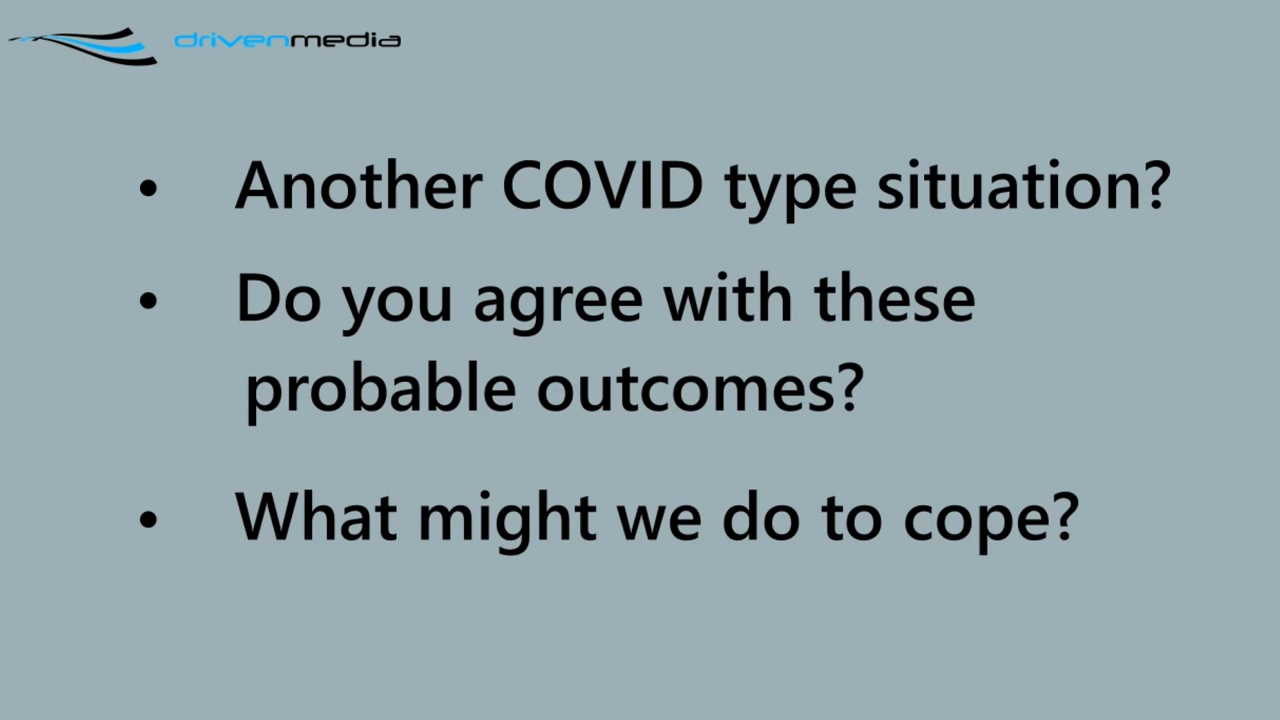 drivenmedia
• Another COVID type situation?
• Do you agree with these
probable outcomes?
• What might we do to cope?